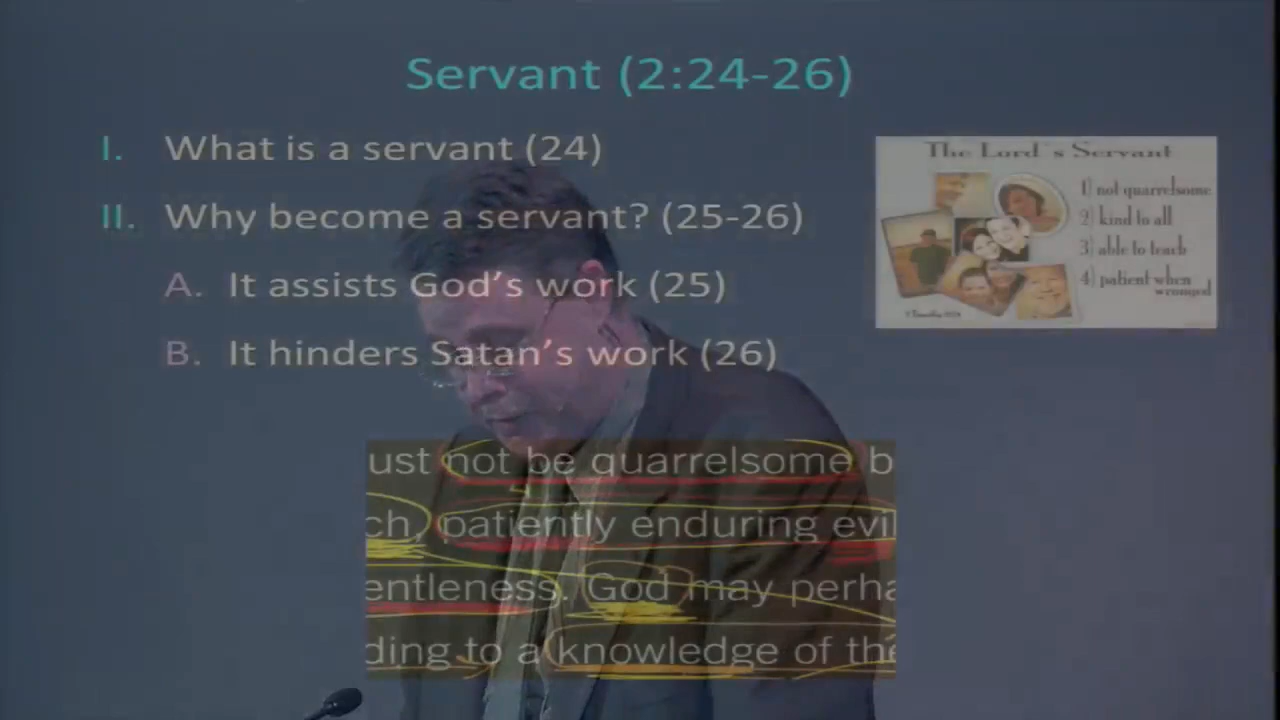 Servant (2:24-26)
I. What is a servant (24)
II. Why become a servant? (25-26)
A. It assists God's work (25)
B. It hinders Satan's work (26)
The Lord's Servant
1) not quarrelsome
2) kind to all
3) able to teach
4) patient when
wronged
ust not be quarrelsome b
ch, patiently enduring evil
entleness. God may perha
ding to a knowledge of the